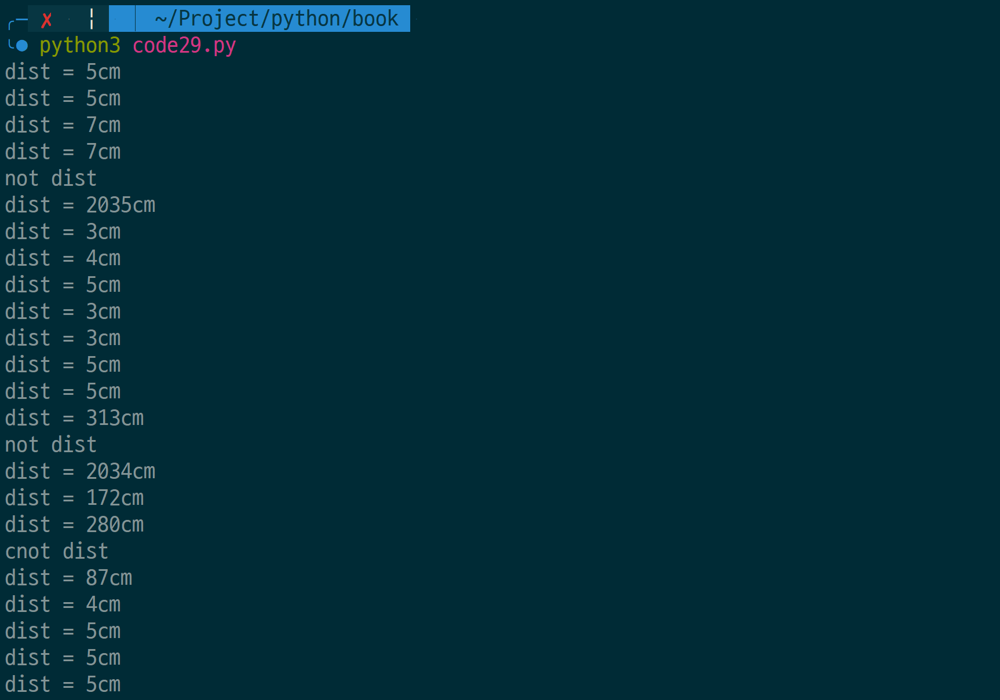 ✗ ¦ ~/Project/python/book
python3 code29.py
dist = 5cm
dist = 5cm
dist = 7cm
dist = 7cm
not dist
dist = 2035cm
dist = 3cm
dist = 4cm
dist = 5cm
dist = 3cm
dist = 3cm
dist = 5cm
dist = 5cm
dist = 313cm
not dist
dist = 2034cm
dist = 172cm
dist = 280cm
cnot dist
dist = 87cm
dist = 4cm
dist = 5cm
dist = 5cm
dist = 5cm